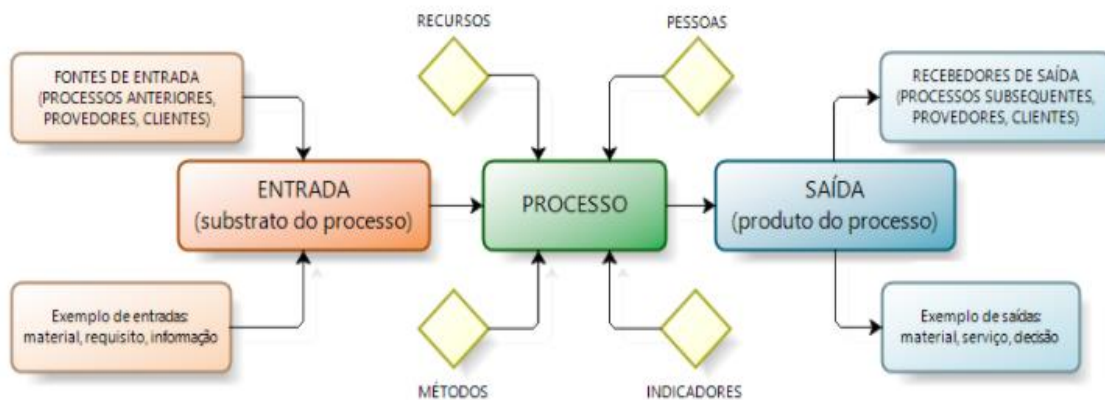 RECURSOS
PESSOAS
FONTES DE ENTRADA
(PROCESSOS ANTERIORES,
PROVEDORES, CLIENTES)
RECEBEDORES DE SAÍDA
(PROCESSOS SUBSEQUENTES,
PROVEDORES, CLIENTES)
ENTRADA
(substrato do processo)
PROCESSO
SAÍDA
(produto do processo)
Exemplo de entradas:
material, requisito, informação
Exemplo de saídas:
material, serviço, decisão
MÉTODOS
INDICADORES